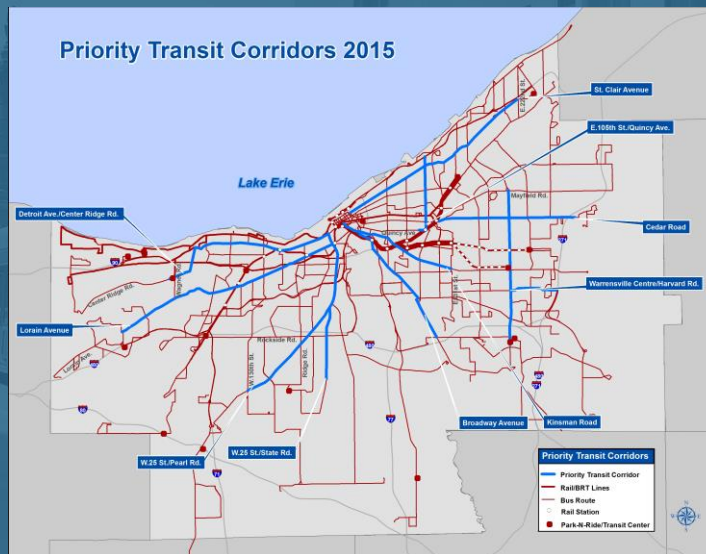 Priority Transit Corridors 2015
St. Clair Avenue
E.105th St./Quincy Ave.
Lake Erie
Mayfield Rd.
Detroit Ave./Center Ridge Rd.
Cedar Road
Quincy Ave.
Center Ridge Rd.
Warrensville Centre/Harvard Rd.
Lorain Avenue
Rockside Rd.
W.130th St.
Ridge Rd.
Lorain Ave.
Broadway Avenue
Kinsman Road
W.25 St./State Rd.
W.25 St./Pearl Rd.
Priority Transit Corridors
Priority Transit Corridor
Rail/BRT Lines
Bus Route
Rail Station
Park-N-Ride/Transit Center